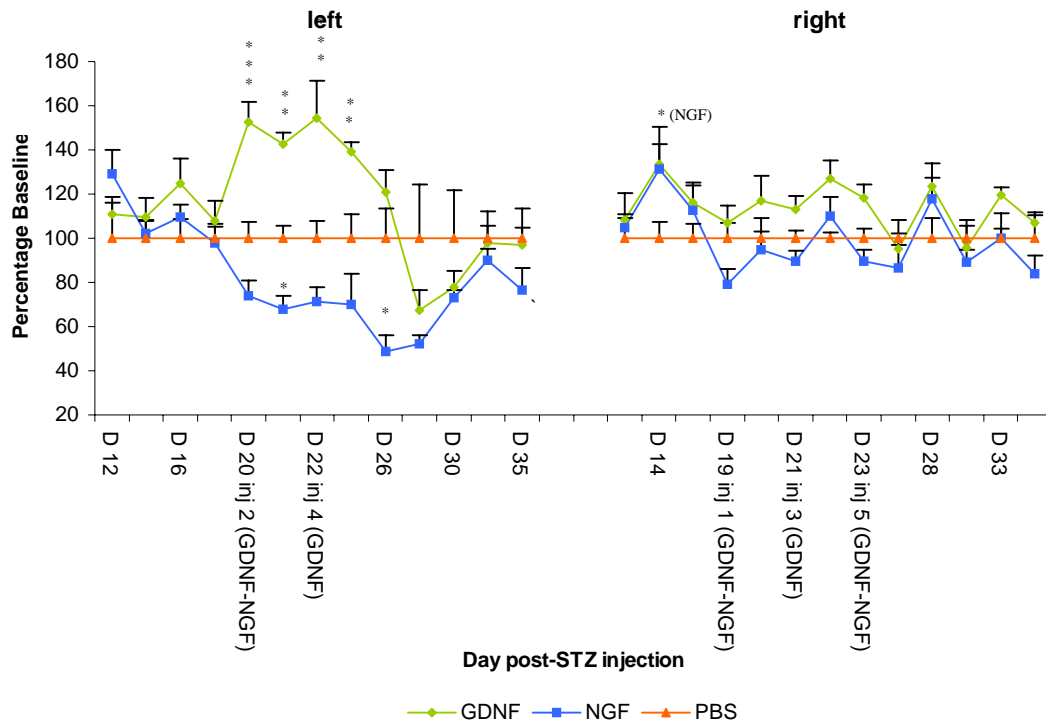 left
right
Percentage Baseline
180
160
140
120
100
80
60
40
20
* * *
* *
* *
* *
*
*
* (NGF)
`
D 12
D 16
D 20 inj 2 (GDNF-NGF)
D 22 inj 4 (GDNF)
D 26
D 30
D 35
D 14
D 19 inj 1 (GDNF-NGF)
D 21 inj 3 (GDNF)
D 23 inj 5 (GDNF-NGF)
D 28
D 33
Day post-STZ injection
GDNF NGF PBS